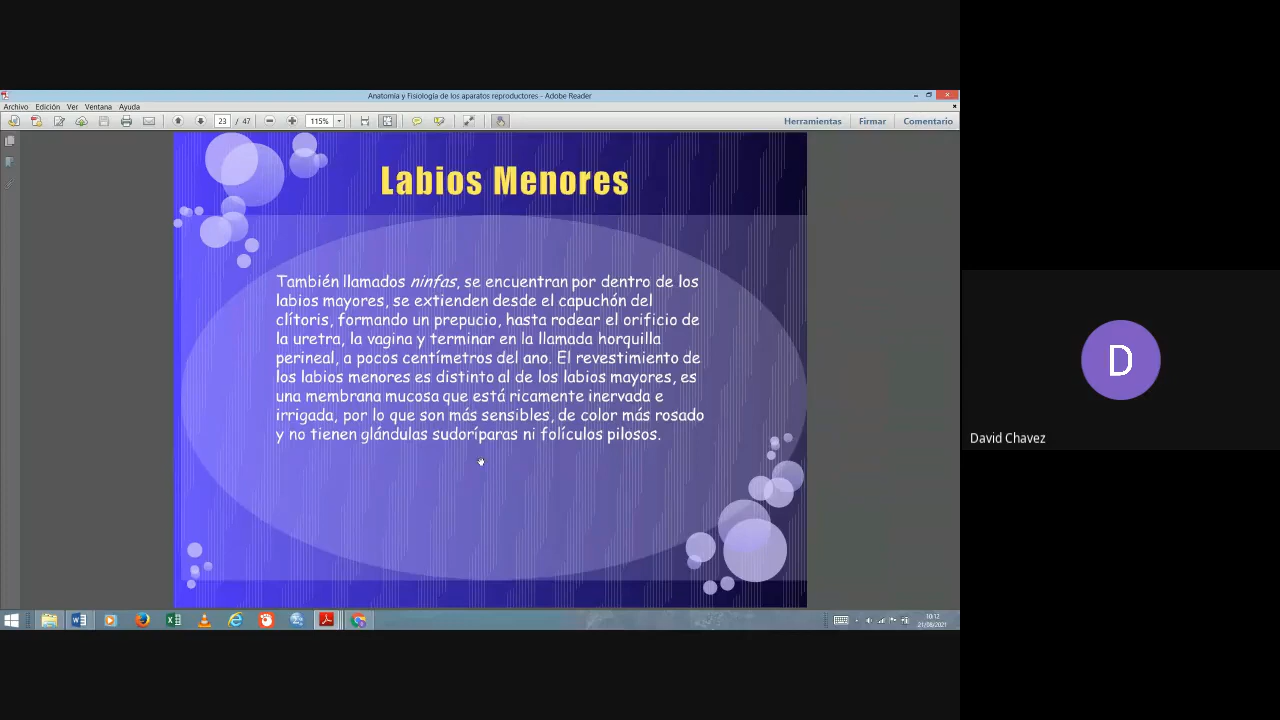 Anatomía y Fisiología de los aparatos reproductores - Adobe Reader
Archivo Edición Ver Ventana Ayuda
23 / 47 115% Herramientas Firmar Comentario
Labios Menores
También llamados ninfas, se encuentran por dentro de los
labios mayores, se extienden desde el capuchón del
clítoris, formando un prepucio, hasta rodear el orificio de
la uretra, la vagina y terminar en la llamada horquilla
perineal, a pocos centímetros del ano. El revestimiento de
los labios menores es distinto al de los labios mayores, es
una membrana mucosa que está ricamente inervada e
irrigada, por lo que son más sensibles, de color más rosado
y no tienen glándulas sudoríparas ni folículos pilosos.
D
David Chavez
10:12
21/08/2021